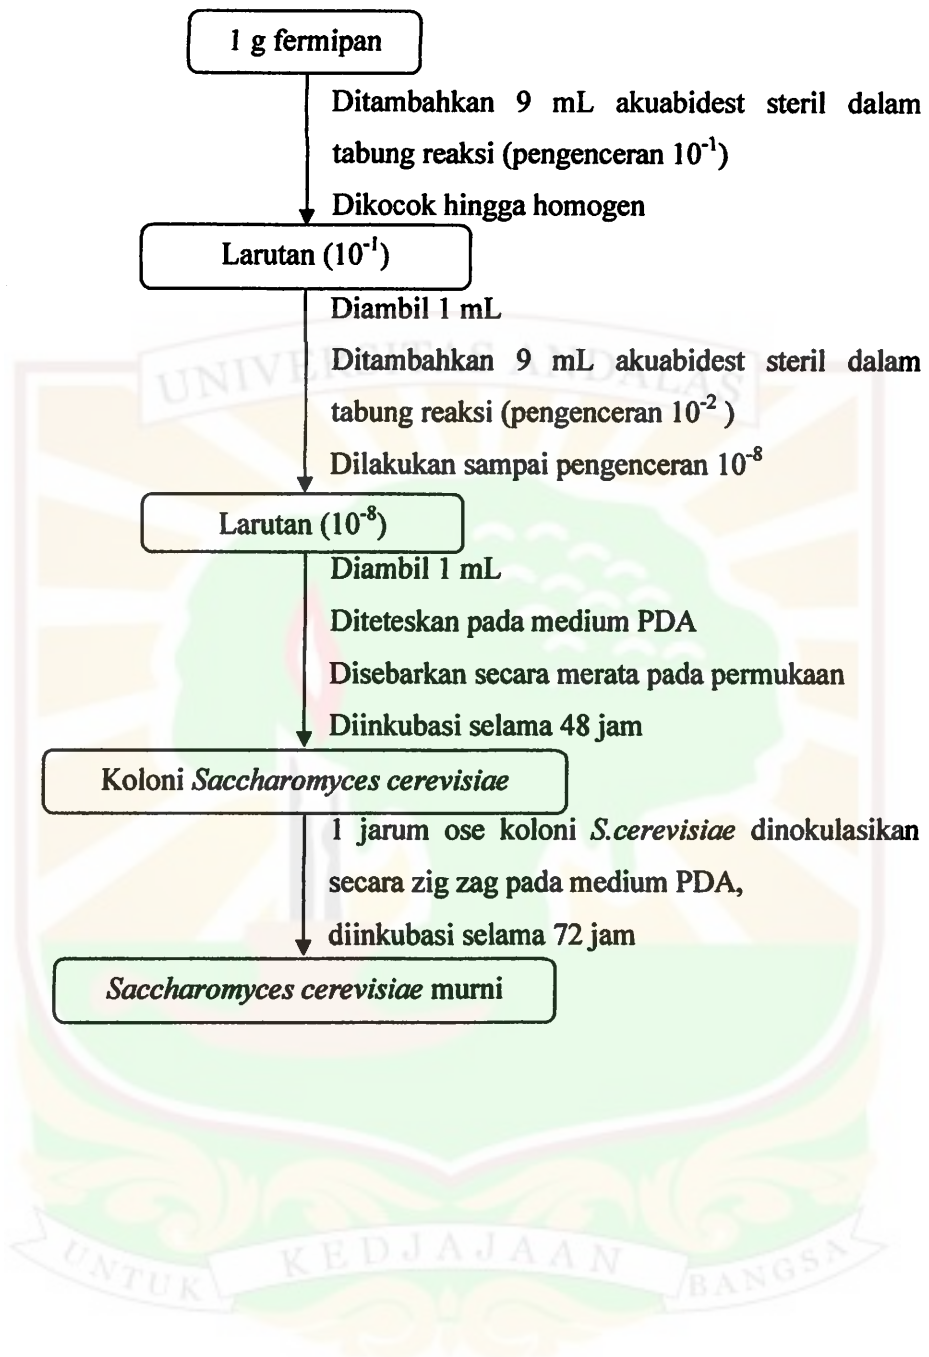 1 g fermipan
Ditambahkan 9 mL akuabidest steril dalam
tabung reaksi (pengenceran 10⁻¹)
Dikocok hingga homogen
Larutan (10⁻¹)
Diambil 1 mL
Ditambahkan 9 mL akuabidest steril dalam
tabung reaksi (pengenceran 10⁻² )
Dilakukan sampai pengenceran 10⁻⁸
Larutan (10⁻⁸)
Diambil 1 mL
Diteteskan pada medium PDA
Disebarkan secara merata pada permukaan
Diinkubasi selama 48 jam
Koloni Saccharomyces cerevisiae
1 jarum ose koloni S.cerevisiae dinokulasikan
secara zig zag pada medium PDA,
diinkubasi selama 72 jam
Saccharomyces cerevisiae murni
UNIVERSITAS ANDALAS
UNTUK KEDJAJAAN BANGSA